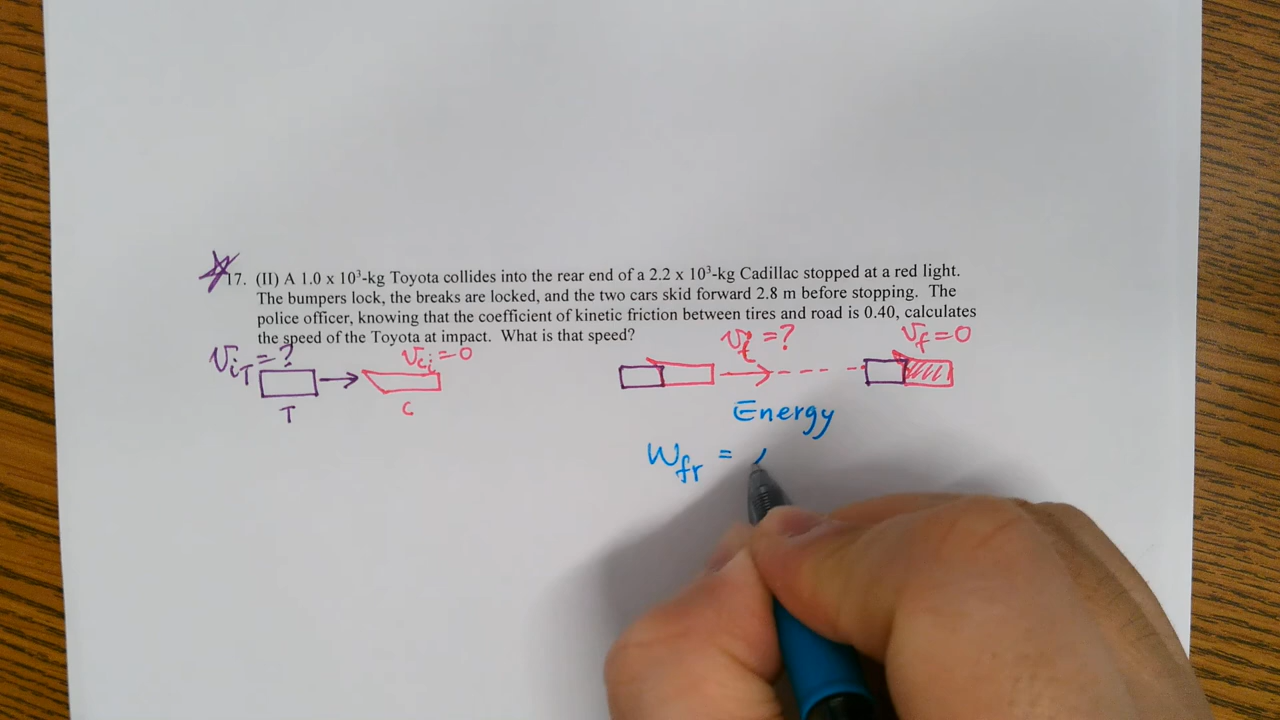 17. (II) A 1.0 x 10³-kg Toyota collides into the rear end of a 2.2 x 10³-kg Cadillac stopped at a red light.
The bumpers lock, the breaks are locked, and the two cars skid forward 2.8 m before stopping. The
police officer, knowing that the coefficient of kinetic friction between tires and road is 0.40, calculates
the speed of the Toyota at impact. What is that speed?
v_iT = ? v_ci = 0 v_f = ? v_f = 0
T C
Energy
W_fr =